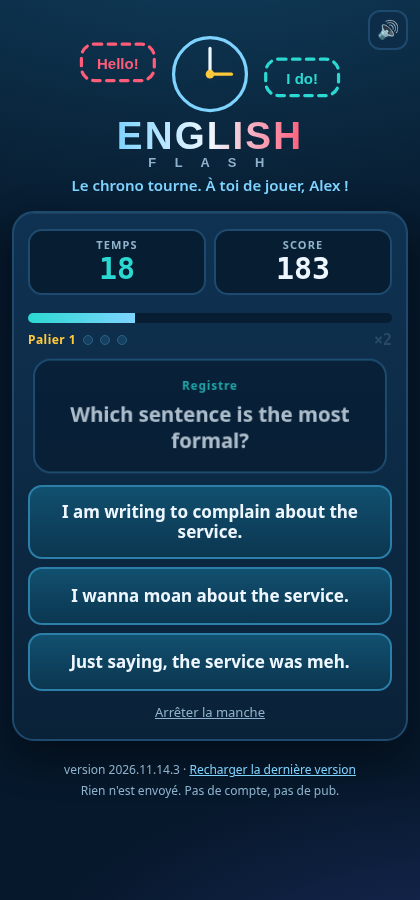 🔊
Hello!
I do!
ENGLISH
FLASH
Le chrono tourne. À toi de jouer, Alex !
TEMPS
18
SCORE
183
Palier 1
×2
Registre
Which sentence is the most
formal?
I am writing to complain about the
service.
I wanna moan about the service.
Just saying, the service was meh.
Arrêter la manche
version 2026.11.14.3 · Recharger la dernière version
Rien n'est envoyé. Pas de compte, pas de pub.